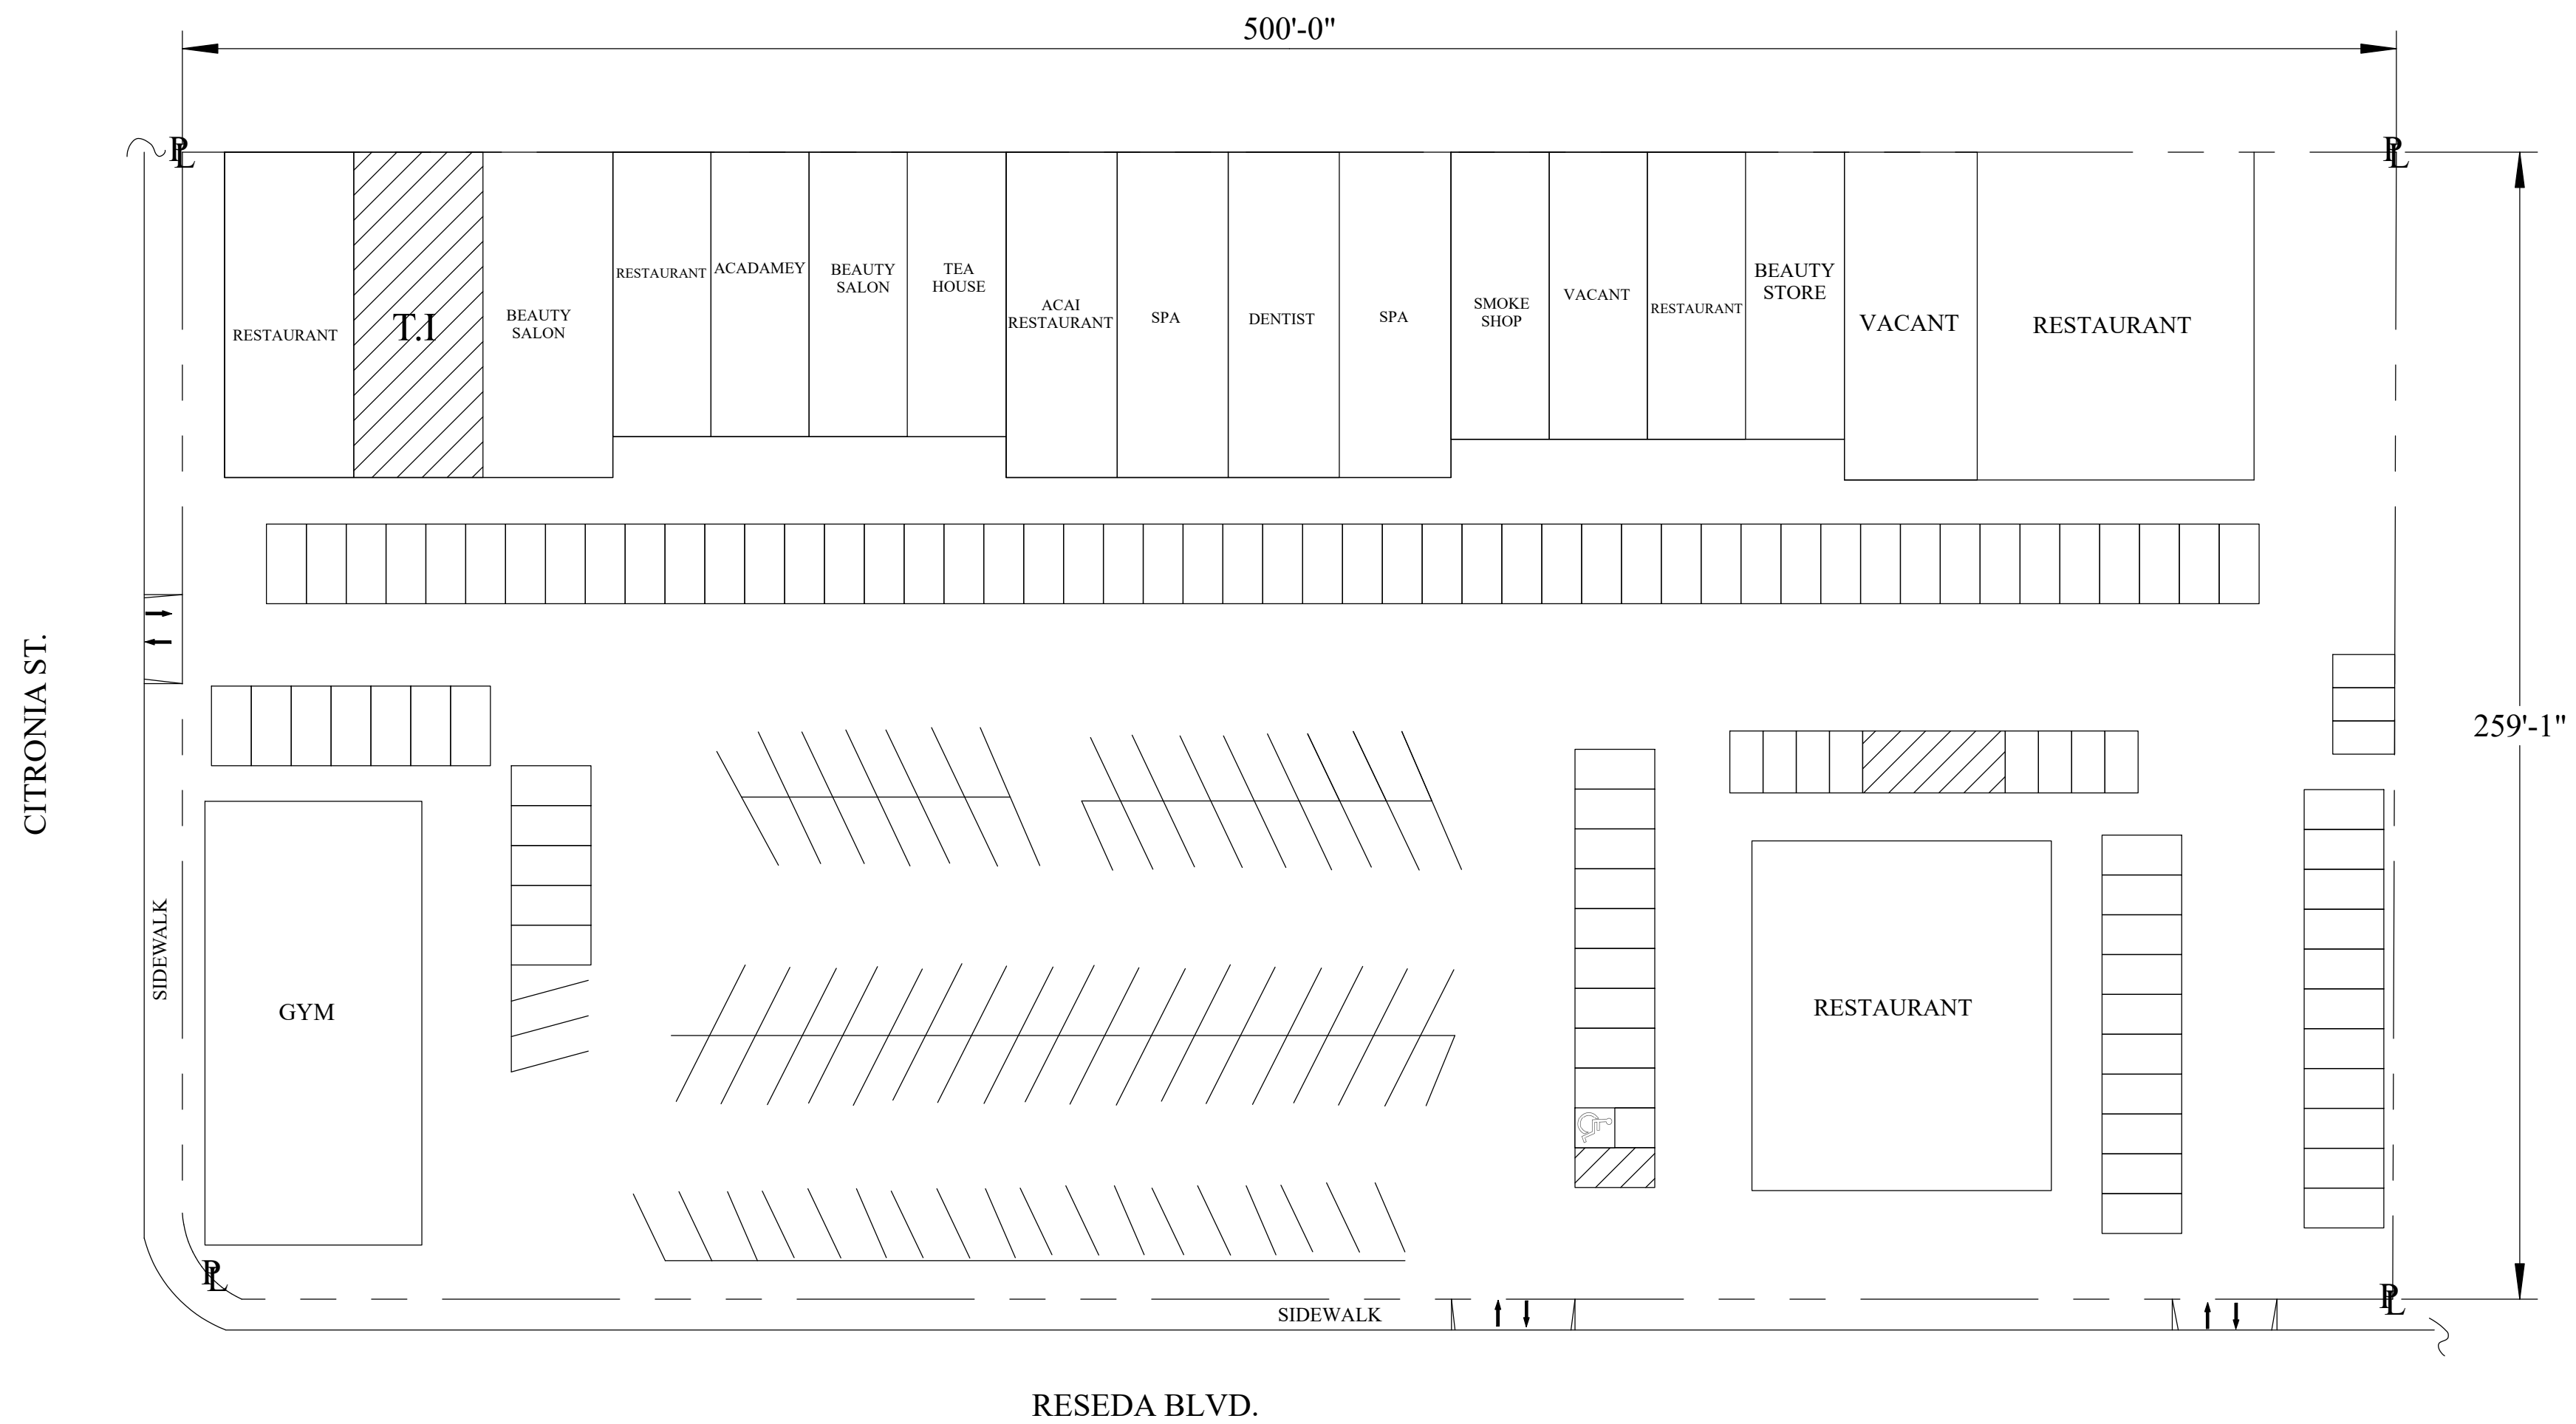 500'-0"
PL
PL
RESTAURANT
T.I
BEAUTY
SALON
RESTAURANT
ACADAMEY
BEAUTY
SALON
TEA
HOUSE
ACAI
RESTAURANT
SPA
DENTIST
SPA
SMOKE
SHOP
VACANT
RESTAURANT
BEAUTY
STORE
VACANT
RESTAURANT
CITRONIA ST.
259'-1"
SIDEWALK
GYM
RESTAURANT
PL
PL
SIDEWALK
RESEDA BLVD.